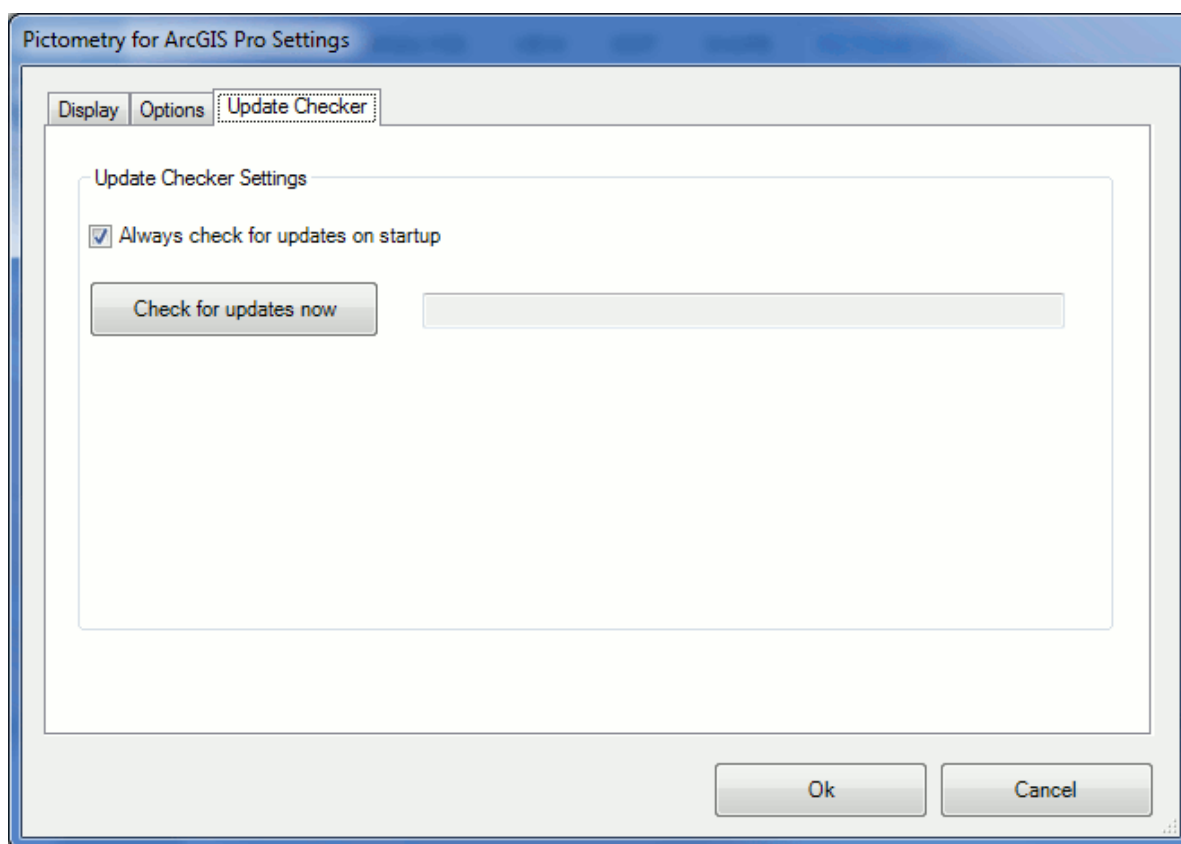 Pictometry for ArcGIS Pro Settings
Display Options Update Checker
Update Checker Settings
Always check for updates on startup
Check for updates now
Ok Cancel